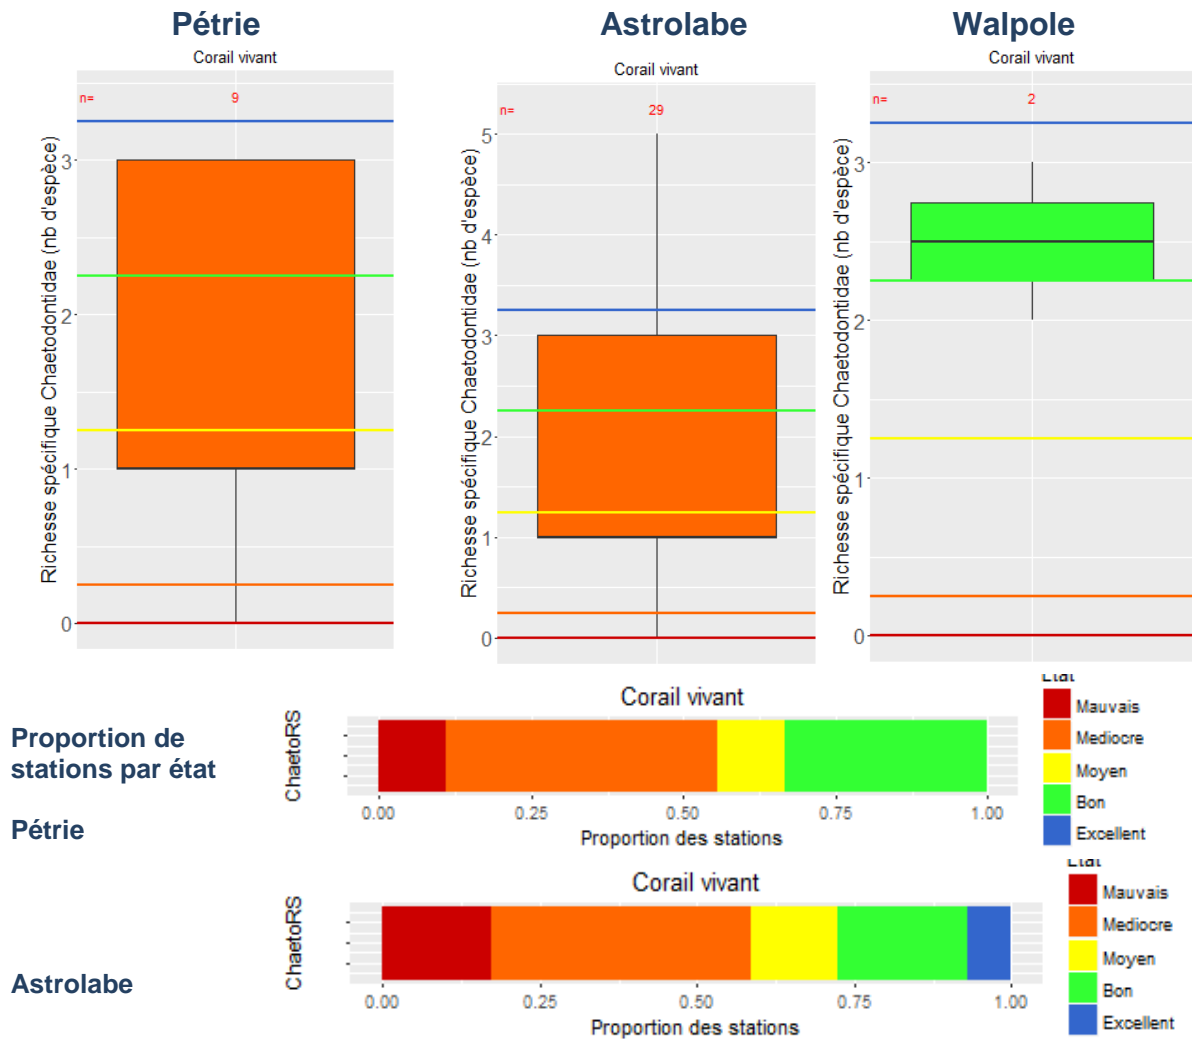 Pétrie
Astrolabe
Walpole
Corail vivant
Corail vivant
Corail vivant
n= 9
n= 29
n= 2
Richesse spécifique Chaetodontidae (nb d'espèce)
3
2
1
0
Richesse spécifique Chaetodontidae (nb d'espèce)
5
4
3
2
1
0
Richesse spécifique Chaetodontidae (nb d'espèce)
3
2
1
0
Proportion de
stations par état
Pétrie
Corail vivant
ChaetoRS
0.00 0.25 0.50 0.75 1.00
Proportion des stations
Etat
Mauvais
Mediocre
Moyen
Bon
Excellent
Astrolabe
Corail vivant
ChaetoRS
0.00 0.25 0.50 0.75 1.00
Proportion des stations
Etat
Mauvais
Mediocre
Moyen
Bon
Excellent